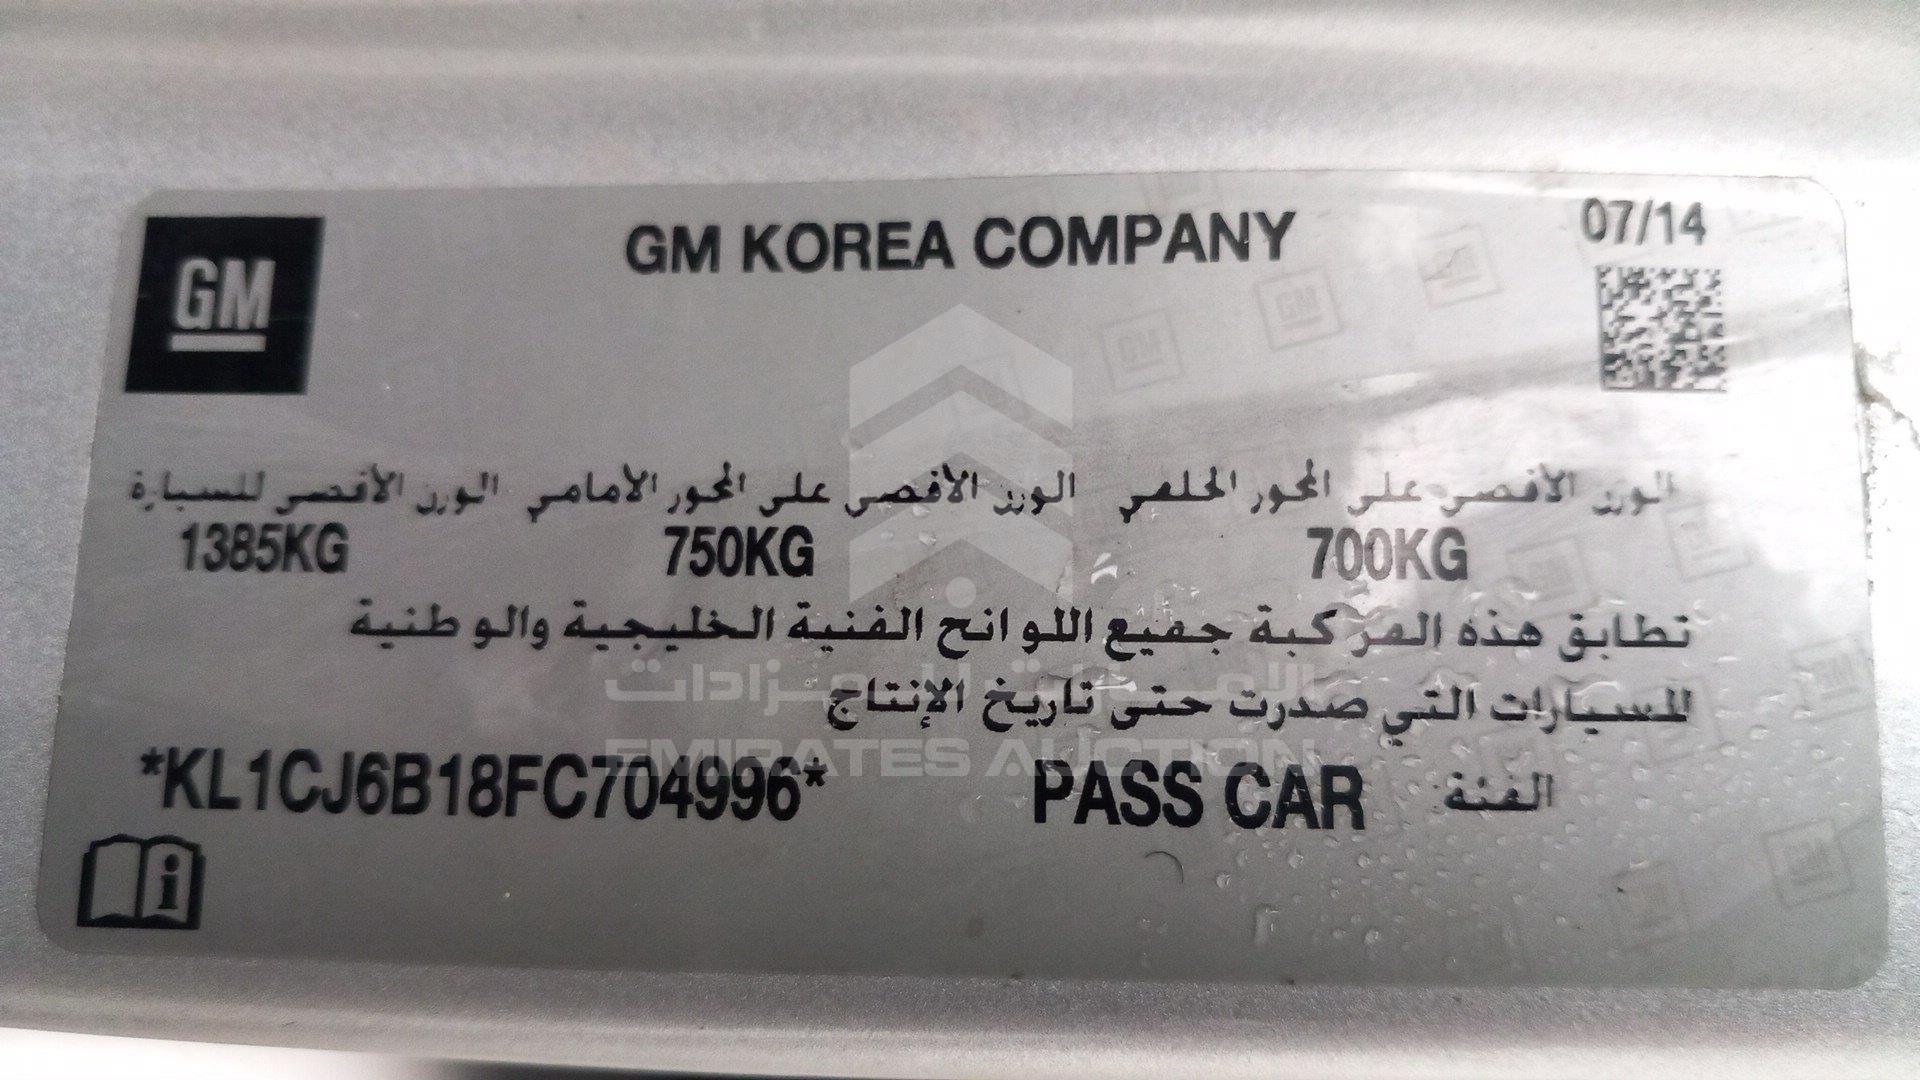 GM
GM KOREA COMPANY
07/14
الوزن الأقصى على المحور الخلفي الوزن الأقصى على المحور الأمامي الوزن الأقصى للسيارة
700KG 750KG 1385KG
تطابق هذه المركبة جميع اللوائح الفنية الخليجية والوطنية
للسيارات التي صدرت حتى تاريخ الإنتاج
الفئة PASS CAR *KL1CJ6B18FC704996*
الإمارات للمزادات
EMIRATES AUCTION